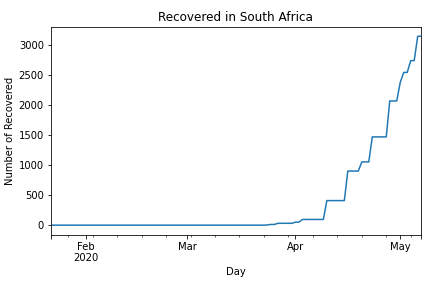 Recovered in South Africa
Number of Recovered
3000
2500
2000
1500
1000
500
0
Feb
2020
Mar
Apr
May
Day